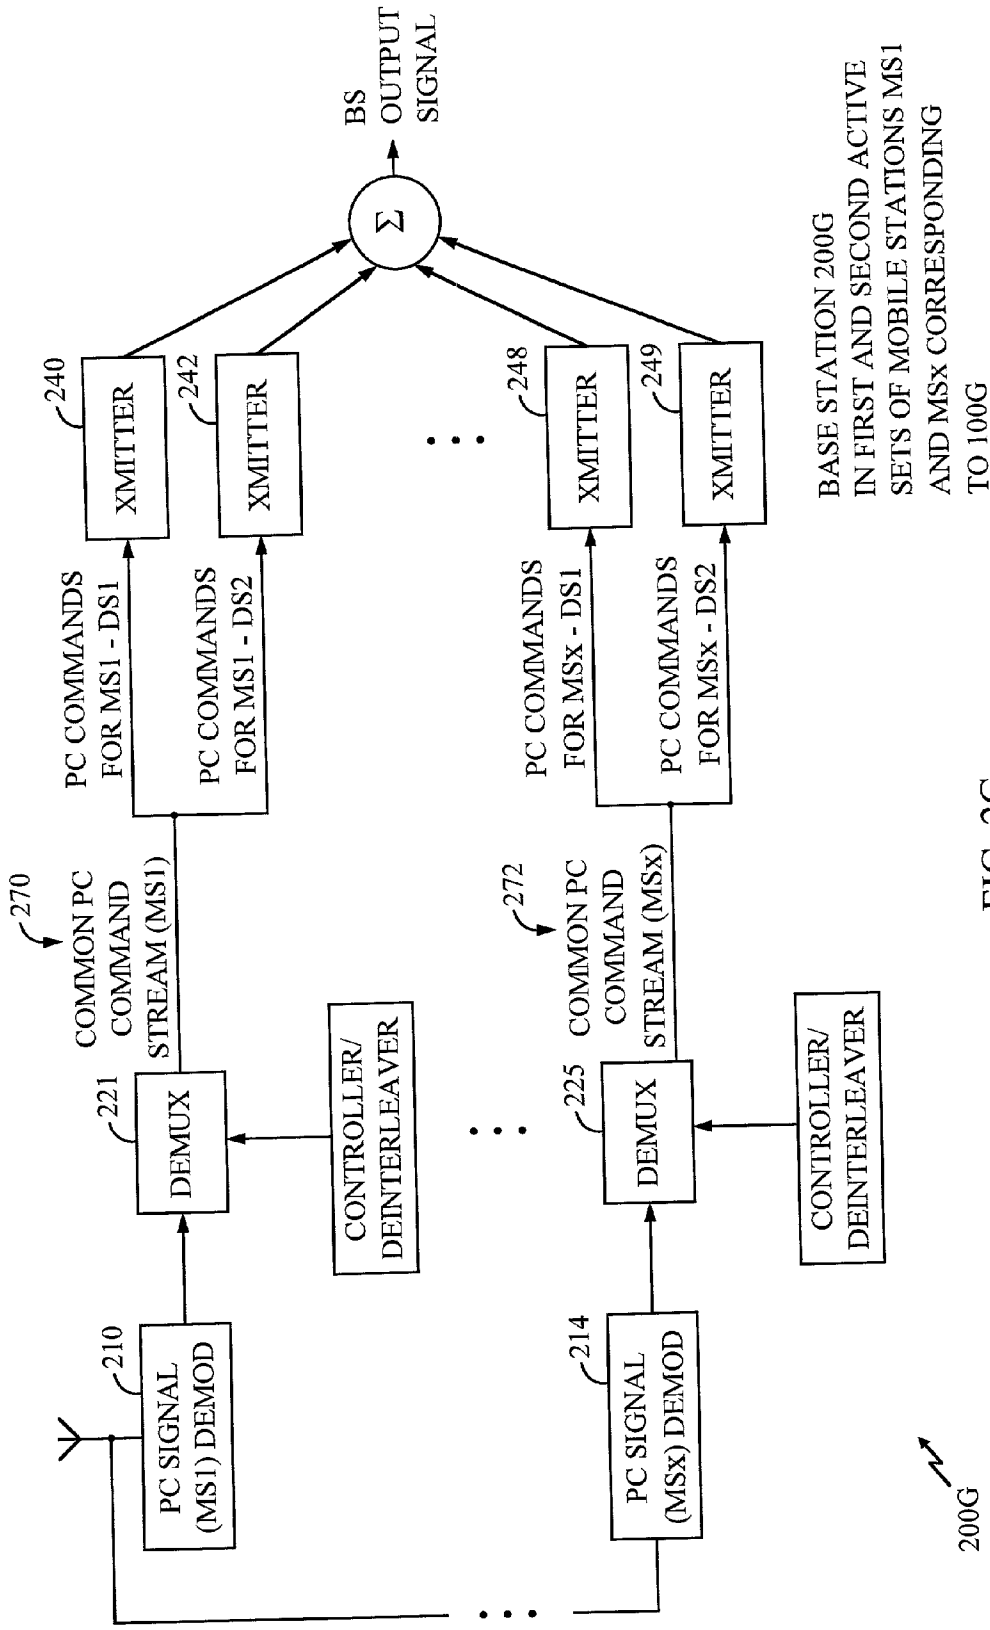 200G
210
PC SIGNAL
(MS1) DEMOD
221
DEMUX
CONTROLLER/
DEINTERLEAVER
270
COMMON PC
COMMAND
STREAM (MS1)
PC COMMANDS
FOR MS1 - DS1
PC COMMANDS
FOR MS1 - DS2
240
XMITTER
242
XMITTER
214
PC SIGNAL
(MSx) DEMOD
225
DEMUX
CONTROLLER/
DEINTERLEAVER
272
COMMON PC
COMMAND
STREAM (MSx)
PC COMMANDS
FOR MSx - DS1
PC COMMANDS
FOR MSx - DS2
248
XMITTER
249
XMITTER
Σ
BS
OUTPUT
SIGNAL
BASE STATION 200G
IN FIRST AND SECOND ACTIVE
SETS OF MOBILE STATIONS MS1
AND MSx CORRESPONDING
TO 100G